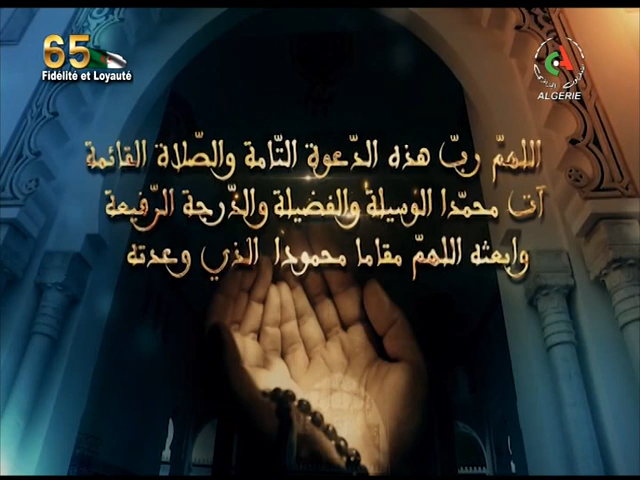 65
Fidélité et Loyauté
ALGERIE
اللهمّ ربّ هذه الدّعوة التّامة والصّلاة القائمة
آت محمّدا الوسيلة والفضيلة والدّرجة الرّفيعة
وابعثه اللهمّ مقاما محمودا الذي وعدته